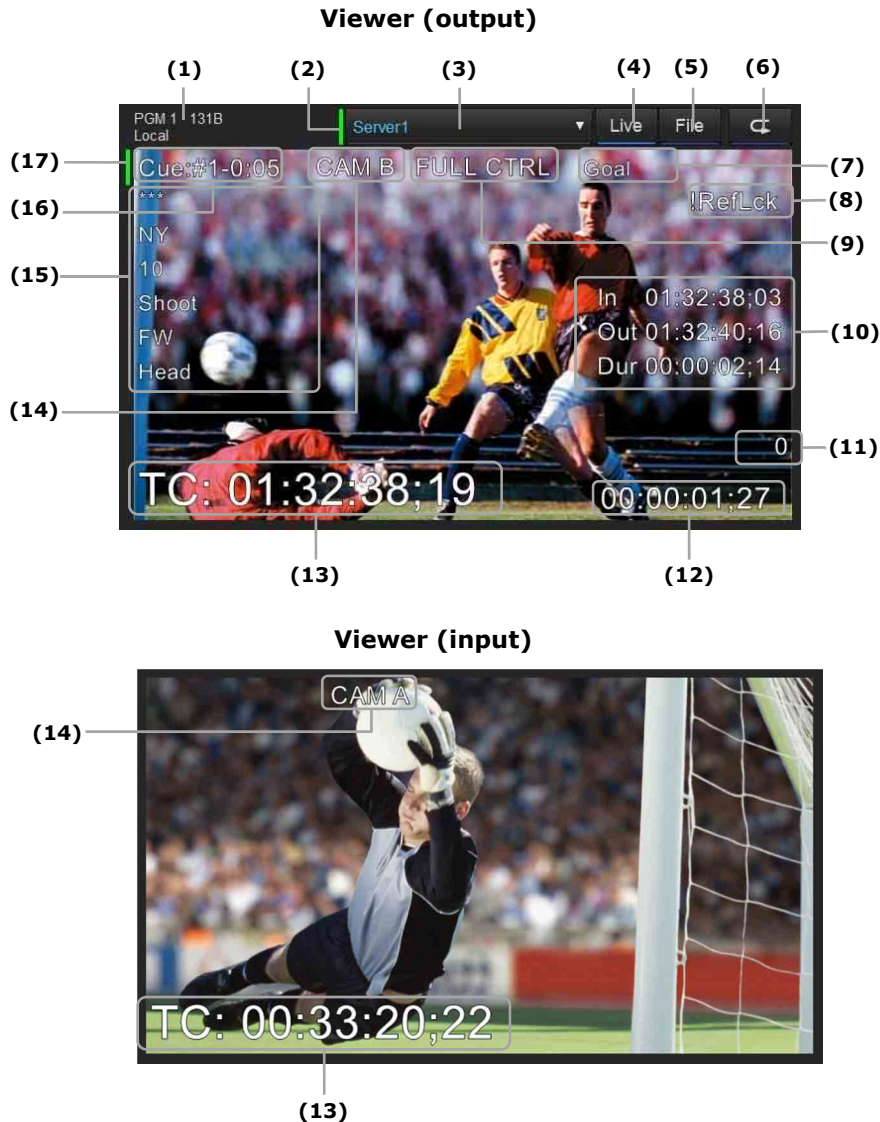 Viewer (output)
(1) (2) (3) (4) (5) (6)
PGM 1 131B
Local
Server1 ▼ Live File
(17) Cue:#1-0:05 CAM B FULL CTRL Goal (7)
(16) *** !RefLck (8)
NY (9)
(15) 10 In 01:32:38;03
Shoot Out 01:32:40;16 (10)
FW Dur 00:00:02;14
Head
(14) 0 (11)
TC: 01:32:38;19 00:00:01;27
(13) (12)
Viewer (input)
(14) CAM A
TC: 00:33:20;22
(13)